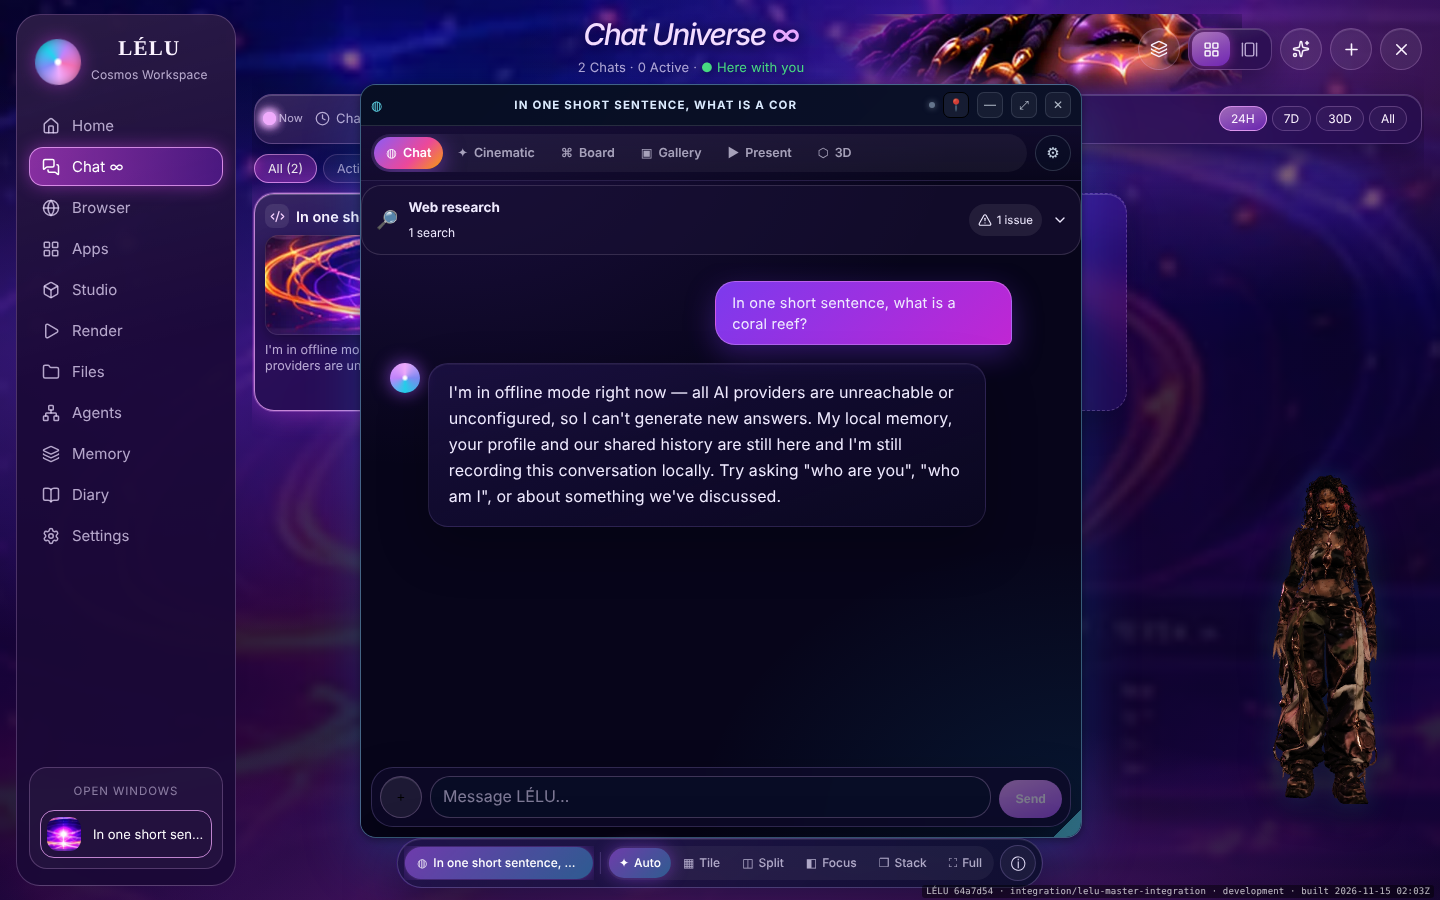 LÉLU
Cosmos Workspace
Home
Chat ∞
Browser
Apps
Studio
Render
Files
Agents
Memory
Diary
Settings
OPEN WINDOWS
In one short sen...
Chat Universe ∞
2 Chats · 0 Active · Here with you
Now
Cha
24H 7D 30D All
All (2) Acti
In one sh
I'm in offline mo
providers are un
IN ONE SHORT SENTENCE, WHAT IS A COR
Chat Cinematic Board Gallery Present 3D
Web research
1 search
1 issue
In one short sentence, what is a
coral reef?
I'm in offline mode right now — all AI providers are unreachable or
unconfigured, so I can't generate new answers. My local memory,
your profile and our shared history are still here and I'm still
recording this conversation locally. Try asking "who are you", "who
am I", or about something we've discussed.
Message LÉLU...
Send
In one short sentence, ... Auto Tile Split Focus Stack Full
LÉLU 64a7d54 · integration/lelu-master-integration · development · built 2026-11-15 02:03Z